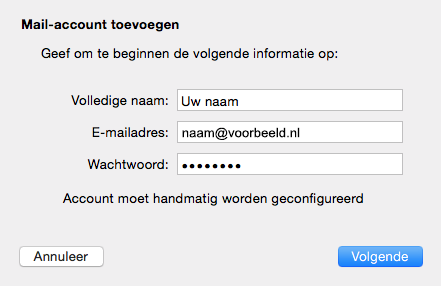 Mail-account toevoegen
Geef om te beginnen de volgende informatie op:
Volledige naam: Uw naam
E-mailadres: naam@voorbeeld.nl
Wachtwoord: ••••••••
Account moet handmatig worden geconfigureerd
Annuleer Volgende